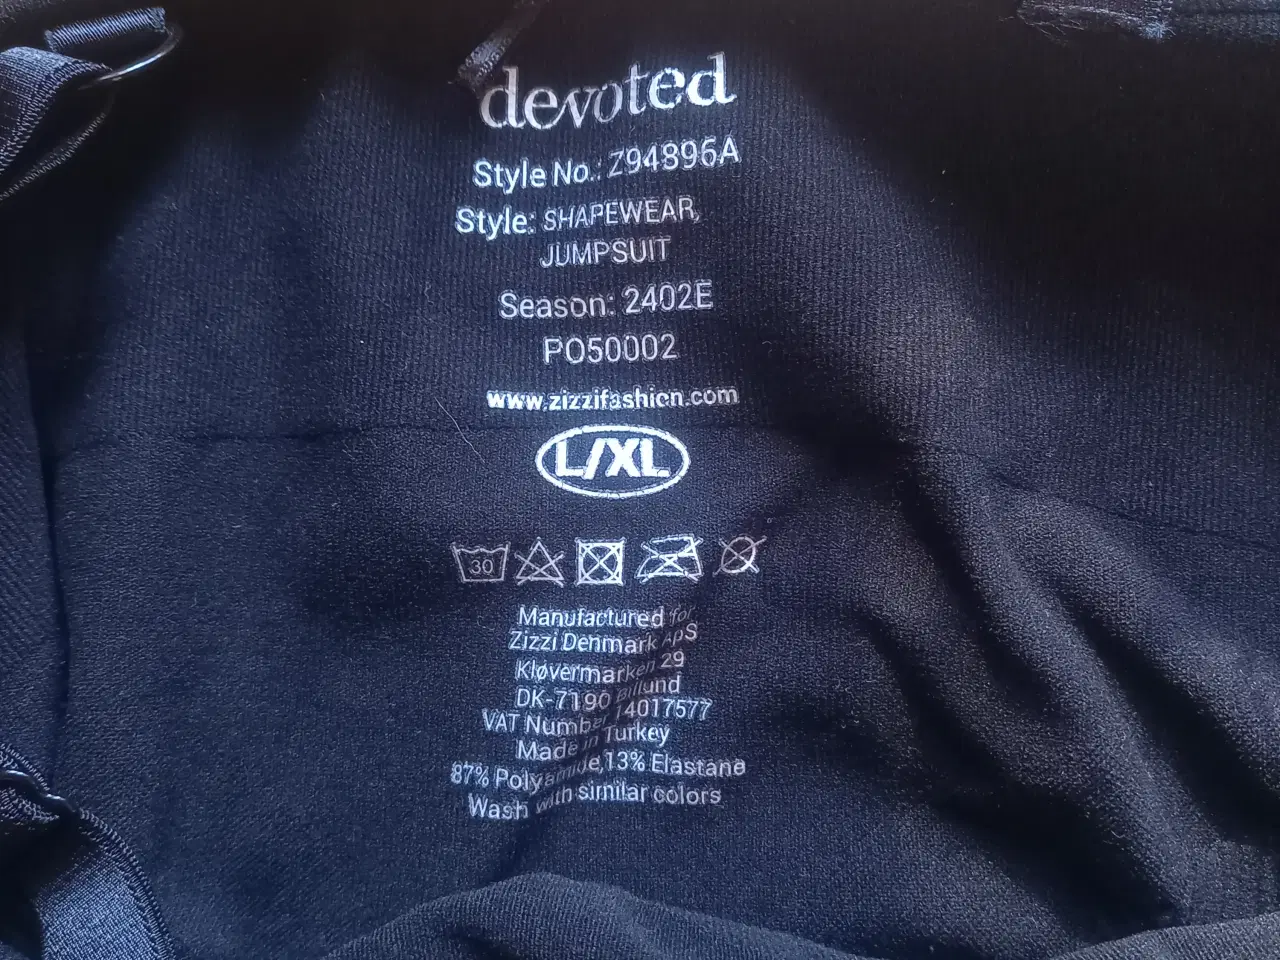 devoted
Style No.: Z94896A
Style: SHAPEWEAR,
JUMPSUIT
Season: 2402E
PO50002
www.zizzifashion.com
L/XL
30
Manufactured for
Zizzi Denmark ApS
Kløvermarken 29
DK-7190 Billund
VAT Number 14017577
Made in Turkey
87% Polyamide,13% Elastane
Wash with similar colors